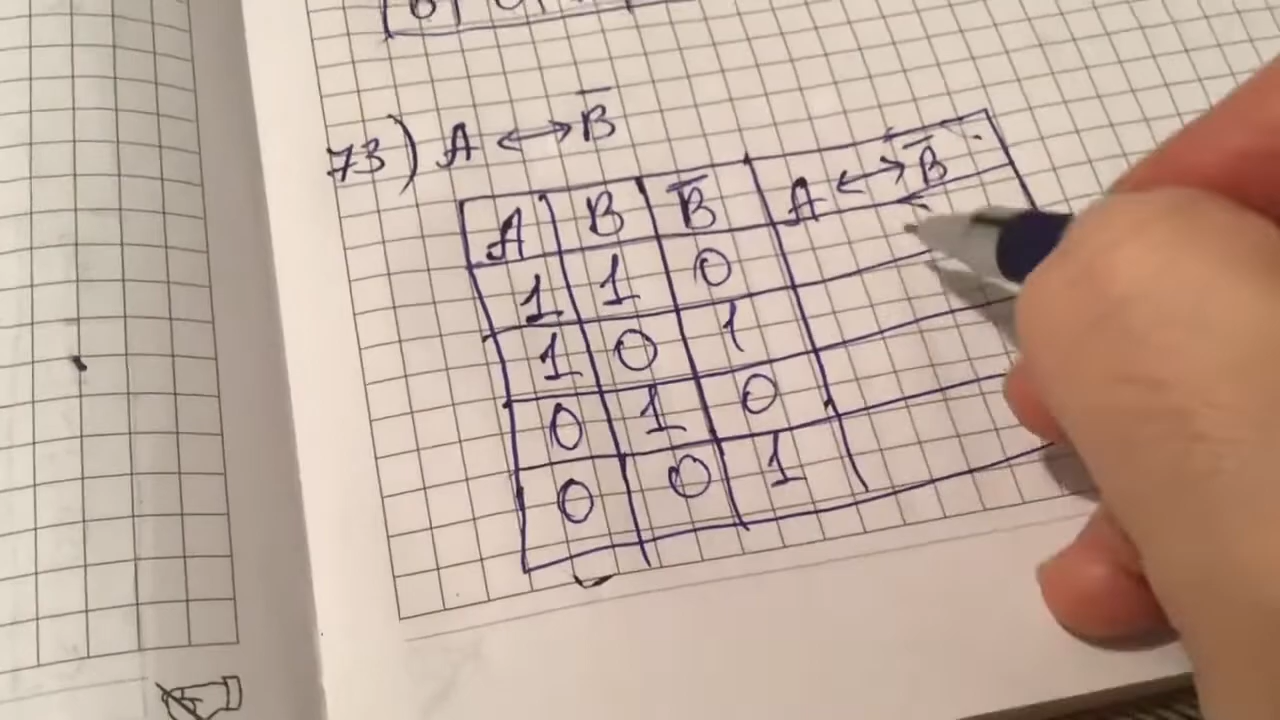 73) A ↔ B̅
A B B̅ A ↔ B̅
1 1 0
1 0 1
0 1 0
0 0 1